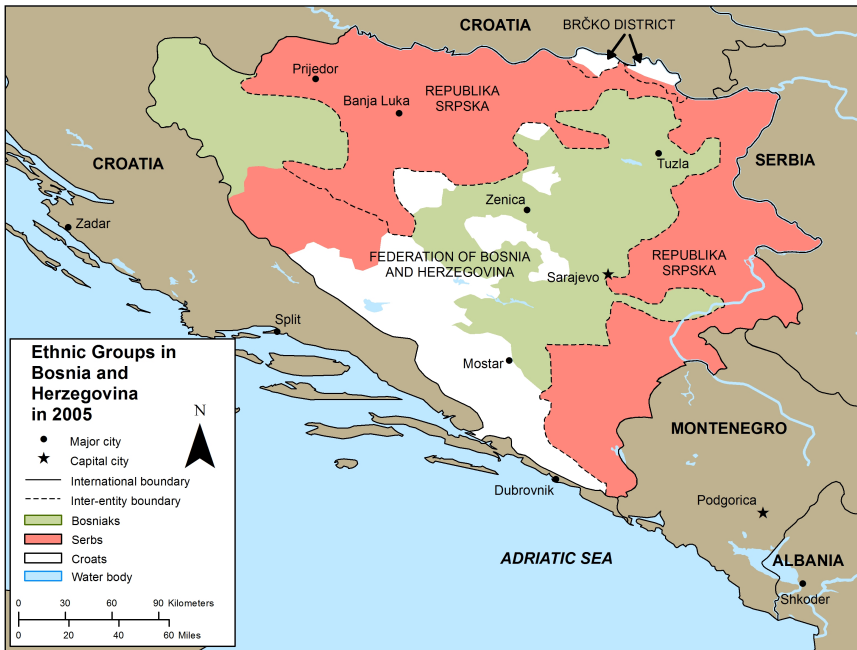 CROATIA
BRČKO DISTRICT
Prijedor
REPUBLIKA
SRPSKA
Banja Luka
CROATIA
Tuzla
SERBIA
Zenica
Zadar
FEDERATION OF BOSNIA
AND HERZEGOVINA
REPUBLIKA
SRPSKA
Sarajevo
Split
Mostar
MONTENEGRO
Dubrovnik
Podgorica
ADRIATIC SEA
ALBANIA
Shkoder
Ethnic Groups in
Bosnia and
Herzegovina
in 2005
N
Major city
Capital city
International boundary
Inter-entity boundary
Bosniaks
Serbs
Croats
Water body
0 30 60 90 Kilometers
0 20 40 60 Miles